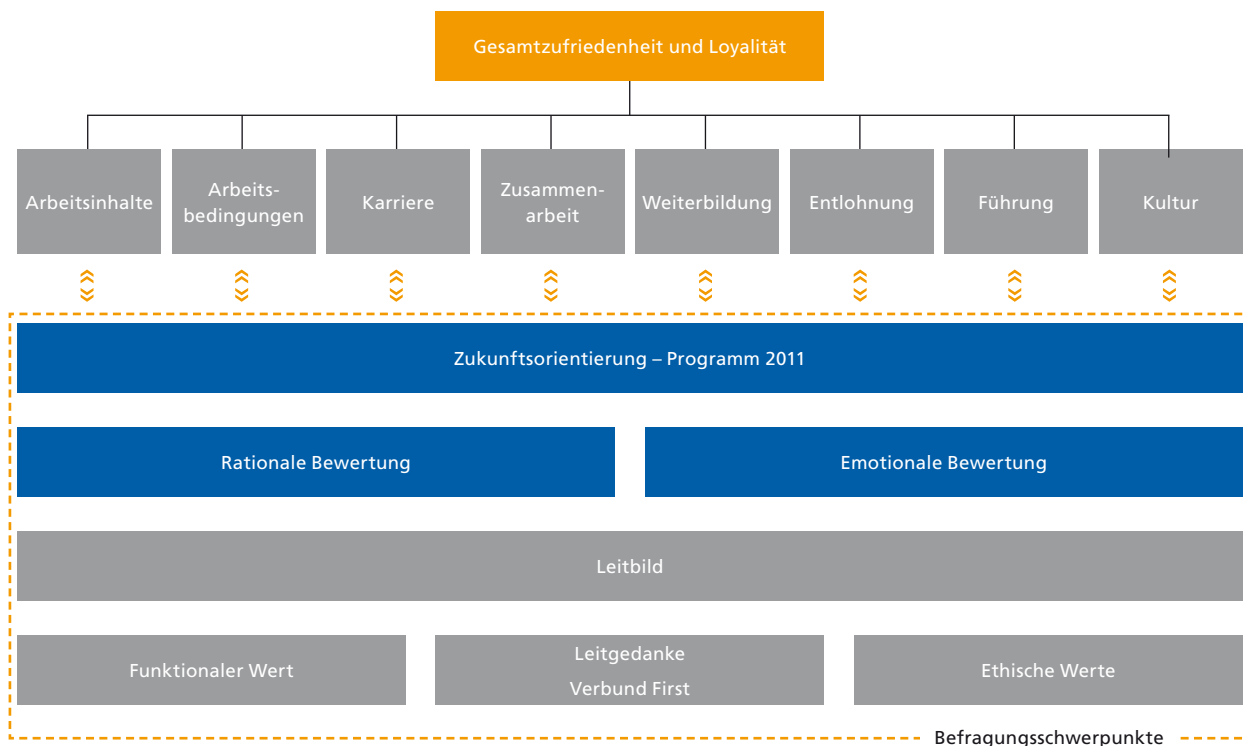 Gesamtzufriedenheit und Loyalität
Arbeitsinhalte
Arbeits-
bedingungen
Karriere
Zusammen-
arbeit
Weiterbildung
Entlohnung
Führung
Kultur
Zukunftsorientierung – Programm 2011
Rationale Bewertung
Emotionale Bewertung
Leitbild
Funktionaler Wert
Leitgedanke
Verbund First
Ethische Werte
Befragungsschwerpunkte